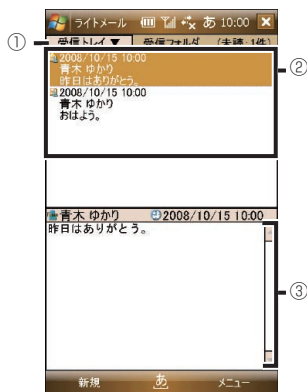 ライトメール あ 10:00
①
受信トレイ▼ 受信フォルダ (未読:1件)
②
2008/10/15 10:00
青木 ゆかり
昨日はありがとう。
2008/10/15 10:00
青木 ゆかり
おはよう。
青木 ゆかり 2008/10/15 10:00
昨日はありがとう。
③
新規 あ メニュー